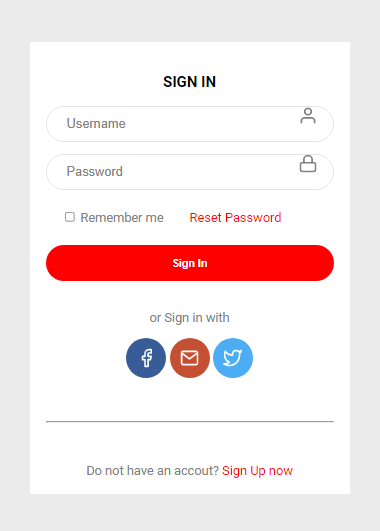 SIGN IN
Username
Password
Remember me Reset Password
Sign In
or Sign in with
Do not have an accout? Sign Up now